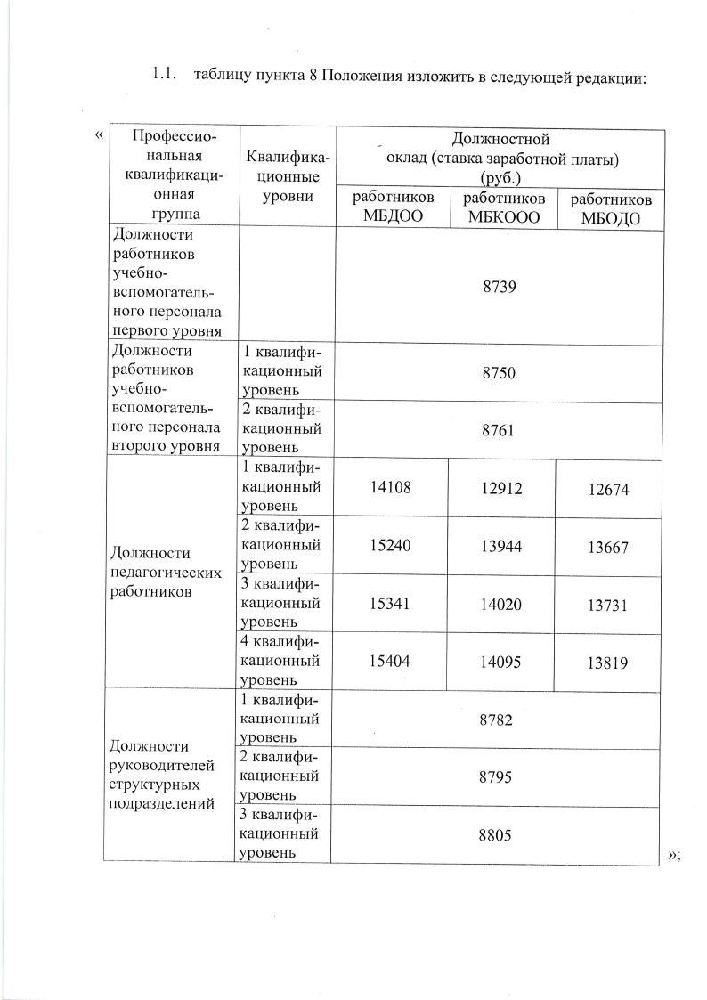 1.1. таблицу пункта 8 Положения изложить в следующей редакции:
«
Профессио-
нальная
квалификаци-
онная
группа
Квалифика-
ционные
уровни
Должностной
оклад (ставка заработной платы)
(руб.)
работников
МБДОО
работников
МБКООО
работников
МБОДО
Должности
работников
учебно-
вспомогатель-
ного персонала
первого уровня
8739
Должности
работников
учебно-
вспомогатель-
ного персонала
второго уровня
1 квалифи-
кационный
уровень
8750
2 квалифи-
кационный
уровень
8761
Должности
педагогических
работников
1 квалифи-
кационный
уровень
14108 12912 12674
2 квалифи-
кационный
уровень
15240 13944 13667
3 квалифи-
кационный
уровень
15341 14020 13731
4 квалифи-
кационный
уровень
15404 14095 13819
Должности
руководителей
структурных
подразделений
1 квалифи-
кационный
уровень
8782
2 квалифи-
кационный
уровень
8795
3 квалифи-
кационный
уровень
8805
»;